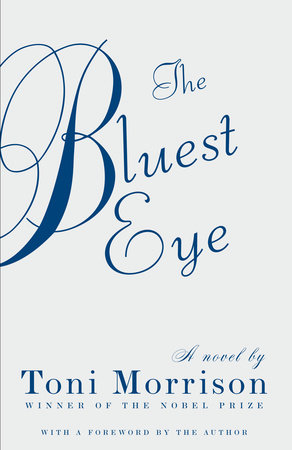 The
Bluest
Eye
A novel by
Toni Morrison
WINNER OF THE NOBEL PRIZE
WITH A FOREWORD BY THE AUTHOR